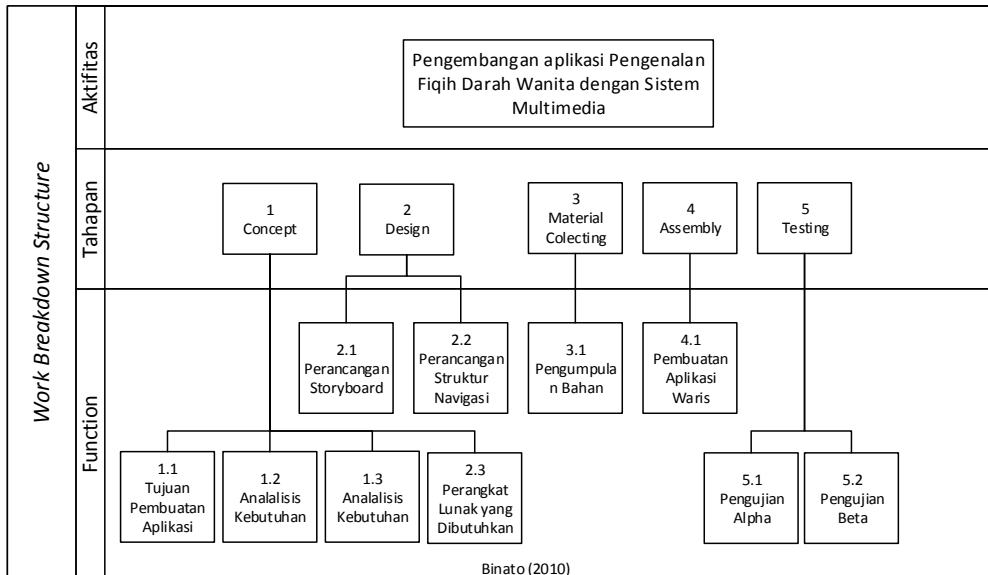 Work Breakdown Structure
Aktifitas
Pengembangan aplikasi Pengenalan
Fiqih Darah Wanita dengan Sistem
Multimedia
Tahapan
1
Concept
2
Design
3
Material
Colecting
4
Assembly
5
Testing
Function
2.1
Perancangan
Storyboard
2.2
Perancangan
Struktur
Navigasi
3.1
Pengumpula
n Bahan
4.1
Pembuatan
Aplikasi
Waris
1.1
Tujuan
Pembuatan
Aplikasi
1.2
Analalisis
Kebutuhan
1.3
Analalisis
Kebutuhan
2.3
Perangkat
Lunak yang
Dibutuhkan
5.1
Pengujian
Alpha
5.2
Pengujian
Beta
Binato (2010)